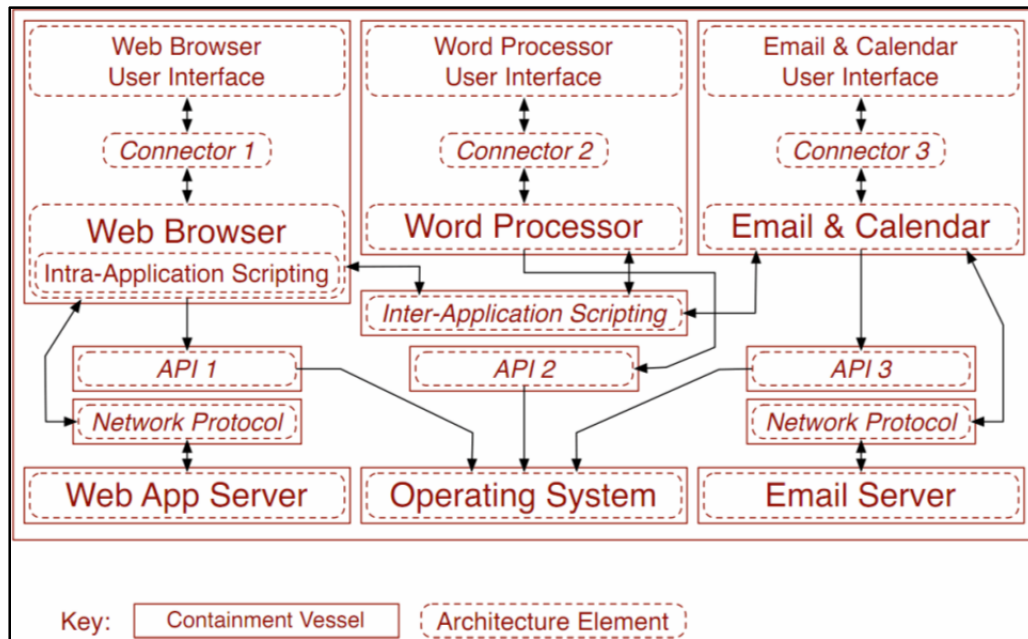 Web Browser
User Interface
Word Processor
User Interface
Email & Calendar
User Interface
Connector 1
Connector 2
Connector 3
Web Browser
Intra-Application Scripting
Word Processor
Email & Calendar
Inter-Application Scripting
API 1
API 2
API 3
Network Protocol
Network Protocol
Web App Server
Operating System
Email Server
Key:
Containment Vessel
Architecture Element